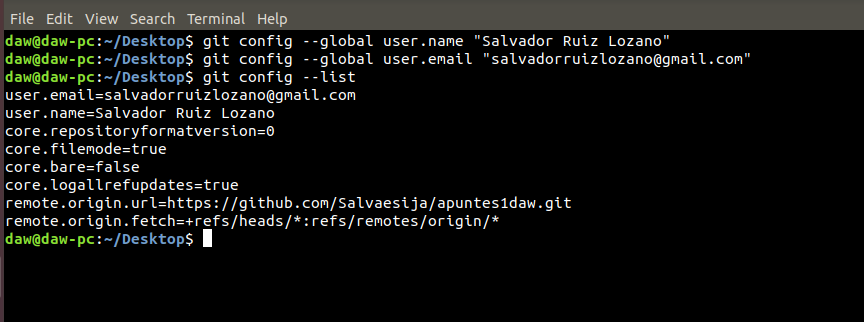 File Edit View Search Terminal Help
daw@daw-pc:~/Desktop$ git config --global user.name "Salvador Ruiz Lozano"
daw@daw-pc:~/Desktop$ git config --global user.email "salvadorruizlozano@gmail.com"
daw@daw-pc:~/Desktop$ git config --list
user.email=salvadorruizlozano@gmail.com
user.name=Salvador Ruiz Lozano
core.repositoryformatversion=0
core.filemode=true
core.bare=false
core.logallrefupdates=true
remote.origin.url=https://github.com/Salvaesija/apuntes1daw.git
remote.origin.fetch=+refs/heads/*:refs/remotes/origin/*
daw@daw-pc:~/Desktop$